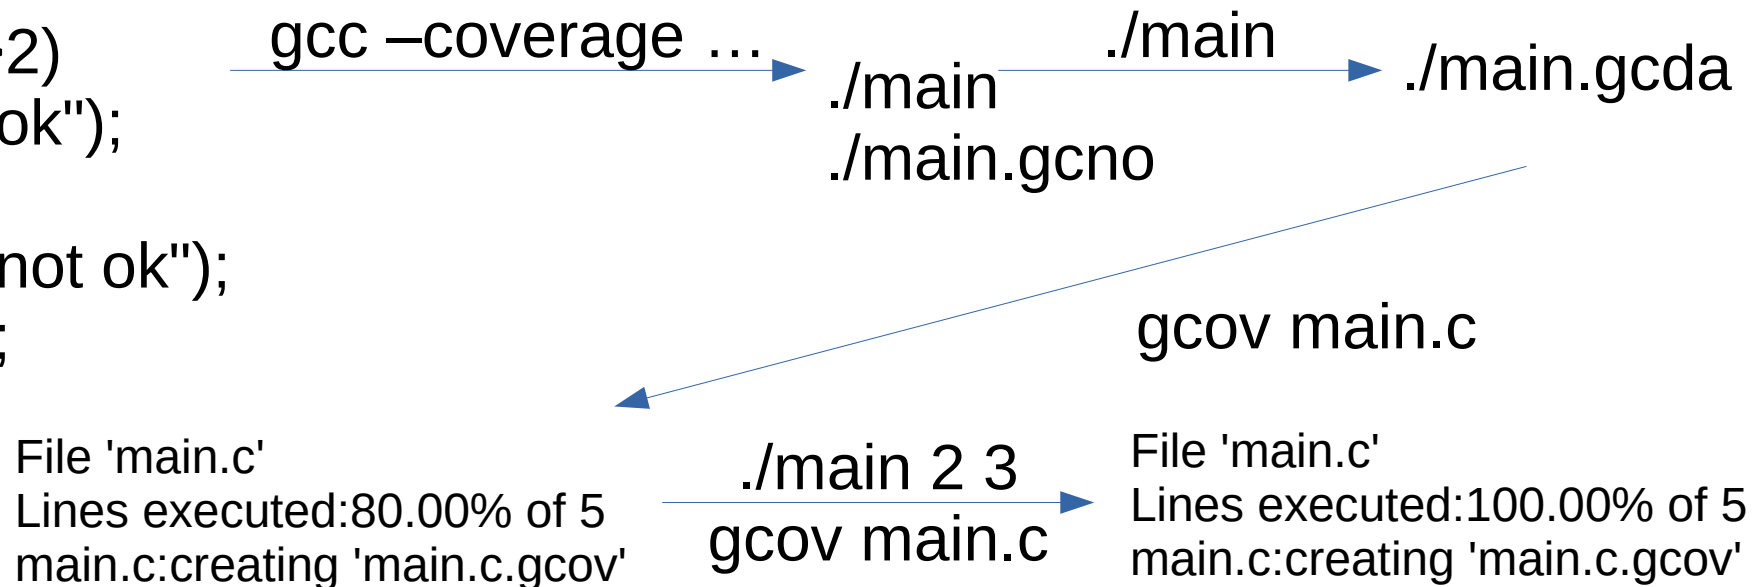 2)
ok");
not ok");
;
gcc –coverage …
./main
./main.gcno
./main
./main.gcda
gcov main.c
File 'main.c'
Lines executed:80.00% of 5
main.c:creating 'main.c.gcov'
./main 2 3
gcov main.c
File 'main.c'
Lines executed:100.00% of 5
main.c:creating 'main.c.gcov'